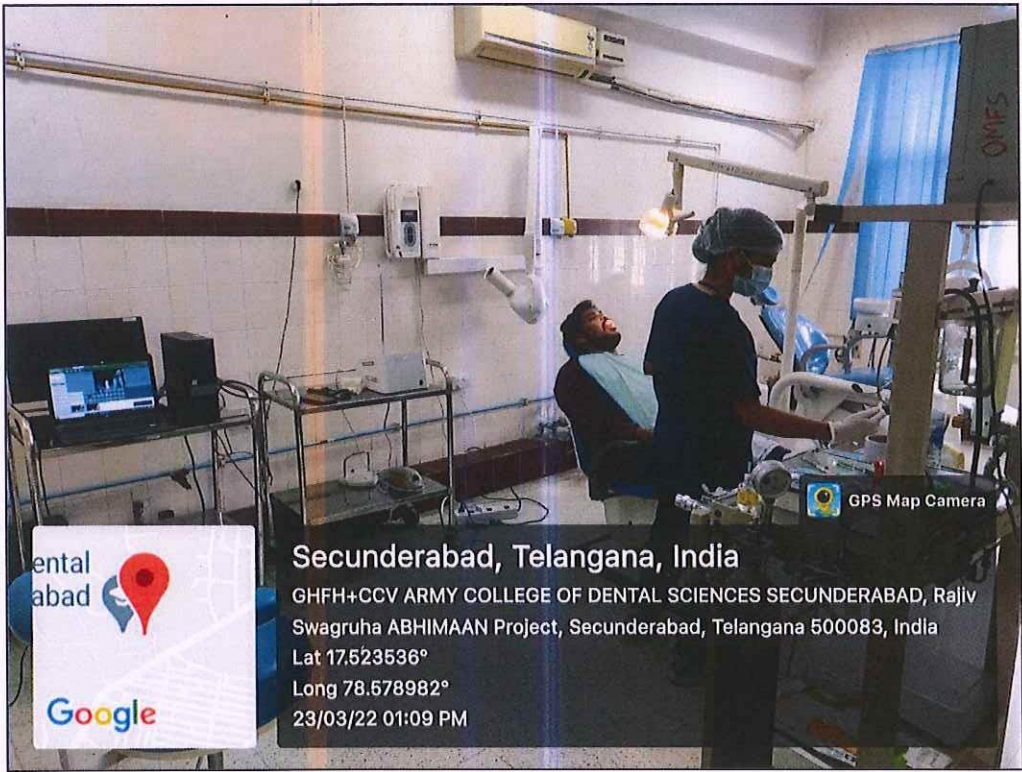 OMFS
GPS Map Camera
ental
abad
Google
Secunderabad, Telangana, India
GHFH+CCV ARMY COLLEGE OF DENTAL SCIENCES SECUNDERABAD, Rajiv
Swagruha ABHIMAAN Project, Secunderabad, Telangana 500083, India
Lat 17.523536°
Long 78.578982°
23/03/22 01:09 PM